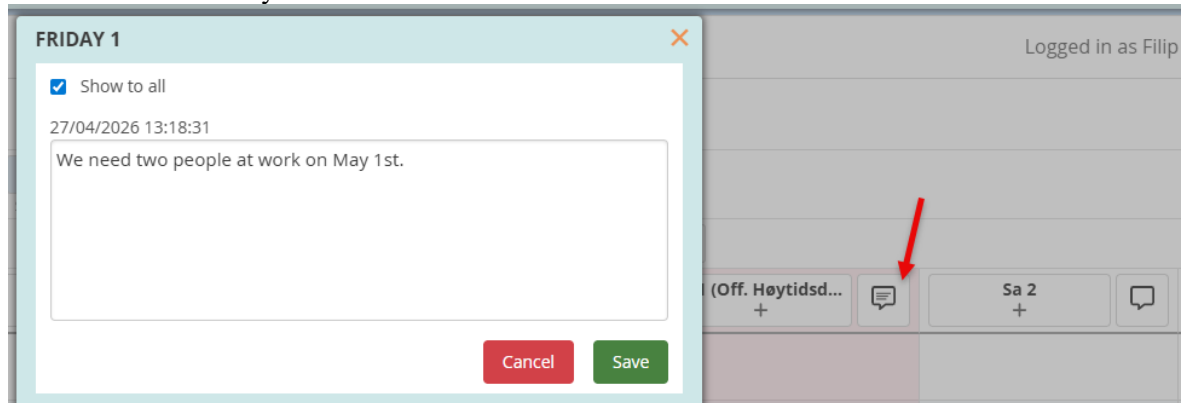 FRIDAY 1
Logged in as Filip
Show to all
27/04/2026 13:18:31
We need two people at work on May 1st.
(Off. Høytidsd...
+
Sa 2
+
Cancel
Save